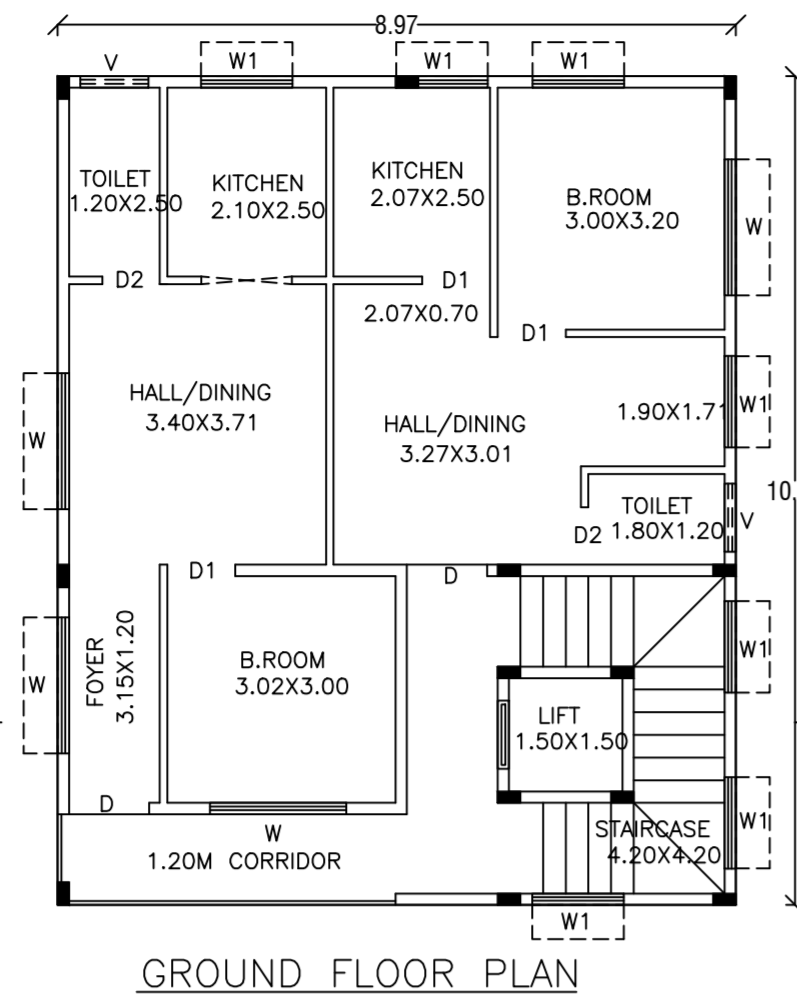 8.97
V
W1
W1
W1
TOILET
1.20X2.50
KITCHEN
2.10X2.50
KITCHEN
2.07X2.50
B.ROOM
3.00X3.20
W
D2
D1
2.07X0.70
D1
HALL/DINING
3.40X3.71
W
HALL/DINING
3.27X3.01
1.90X1.71
W1
10.
TOILET
1.80X1.20
D2
V
D1
D
FOYER
3.15X1.20
W
B.ROOM
3.02X3.00
LIFT
1.50X1.50
W1
D
W
1.20M CORRIDOR
STAIRCASE
4.20X4.20
W1
W1
GROUND FLOOR PLAN